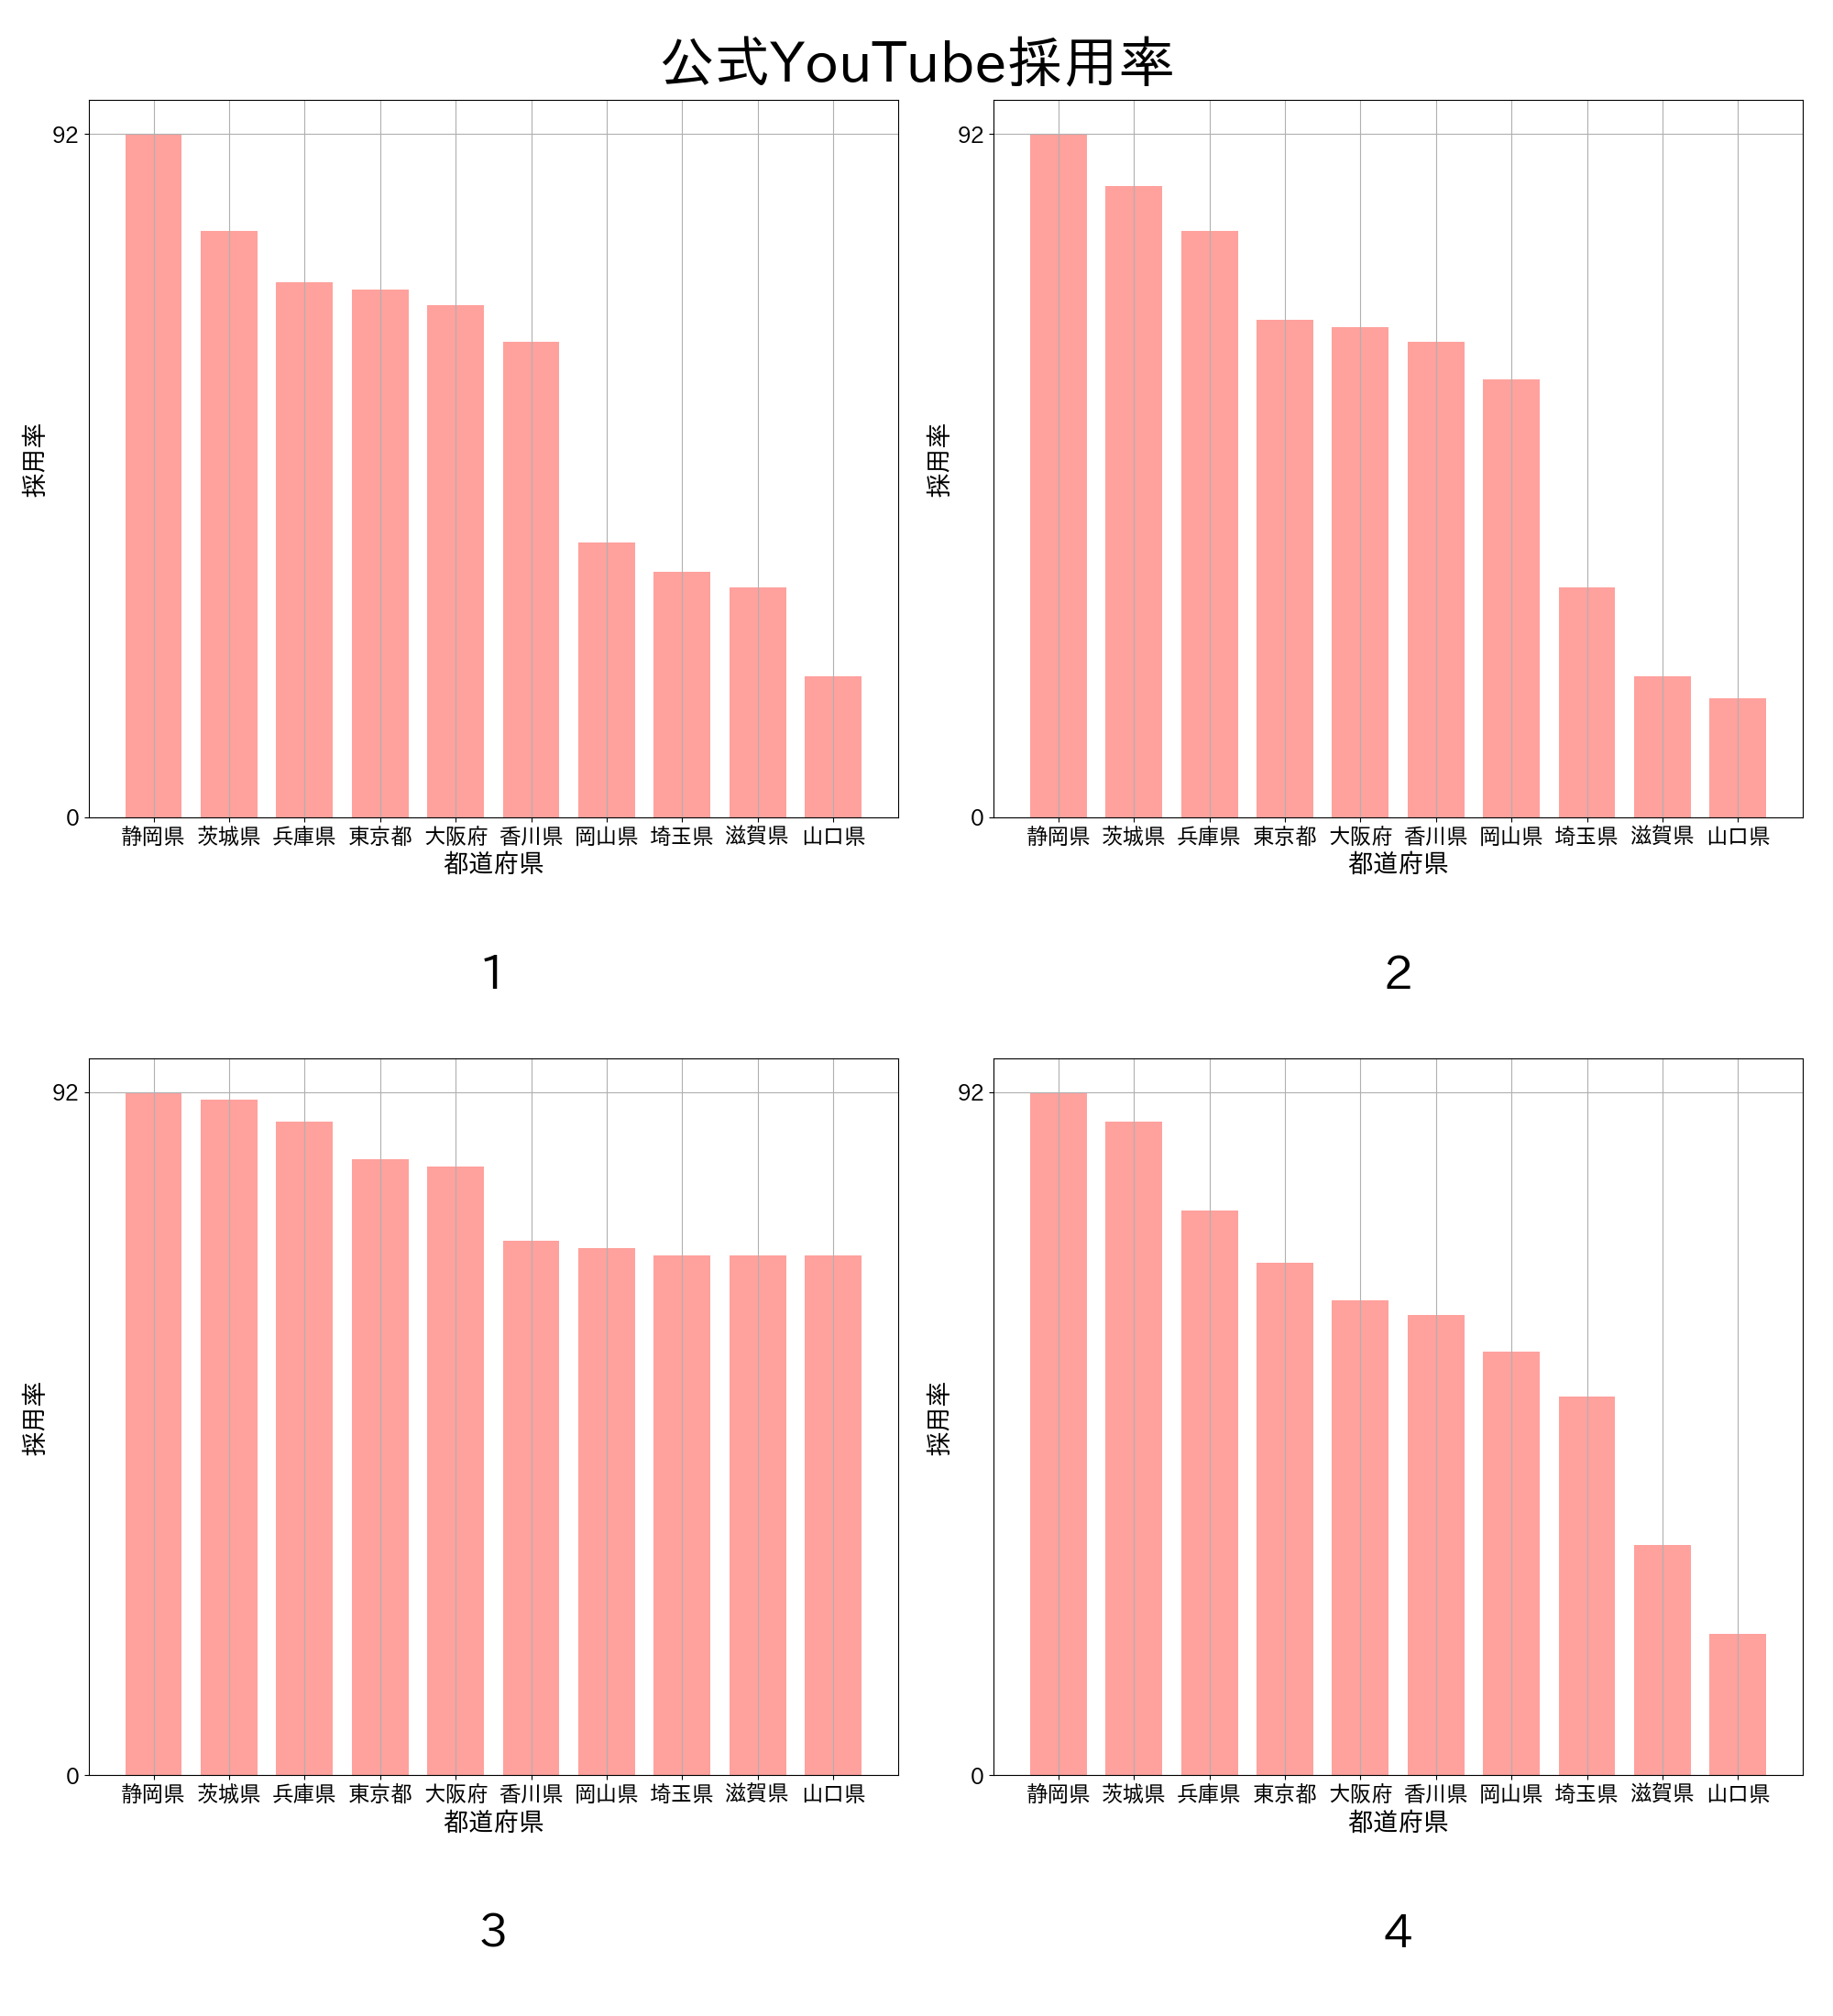 公式YouTube採用率
92
0
採用率
静岡県 茨城県 兵庫県 東京都 大阪府 香川県 岡山県 埼玉県 滋賀県 山口県
都道府県
1
92
0
採用率
静岡県 茨城県 兵庫県 東京都 大阪府 香川県 岡山県 埼玉県 滋賀県 山口県
都道府県
2
92
0
採用率
静岡県 茨城県 兵庫県 東京都 大阪府 香川県 岡山県 埼玉県 滋賀県 山口県
都道府県
3
92
0
採用率
静岡県 茨城県 兵庫県 東京都 大阪府 香川県 岡山県 埼玉県 滋賀県 山口県
都道府県
4